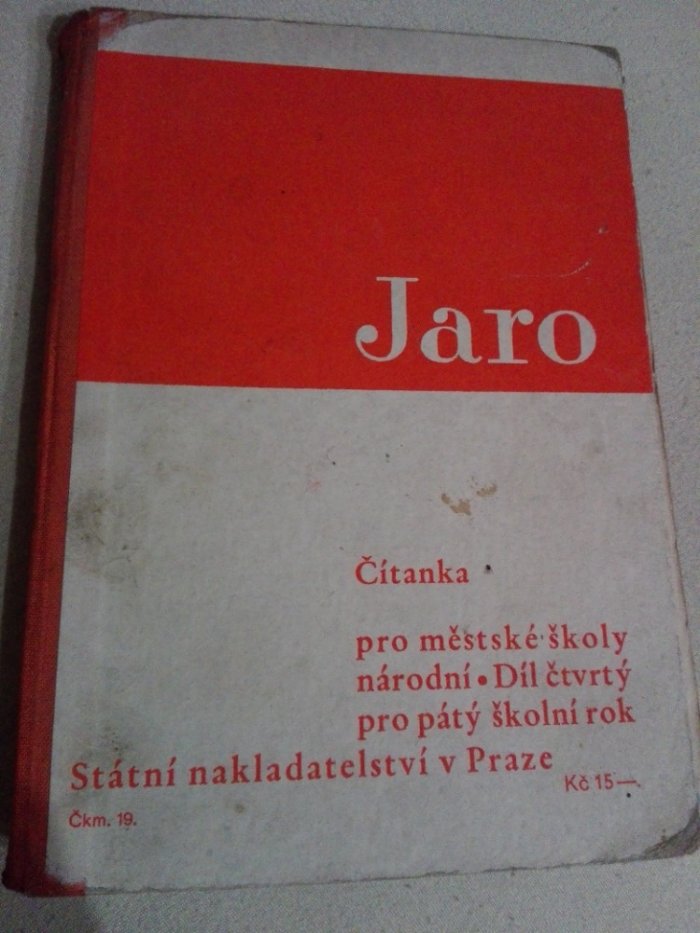 Jaro
Čítanka
pro městské školy
národní • Díl čtvrtý
pro pátý školní rok
Státní nakladatelství v Praze
Kč 15—.
Čkm. 19.